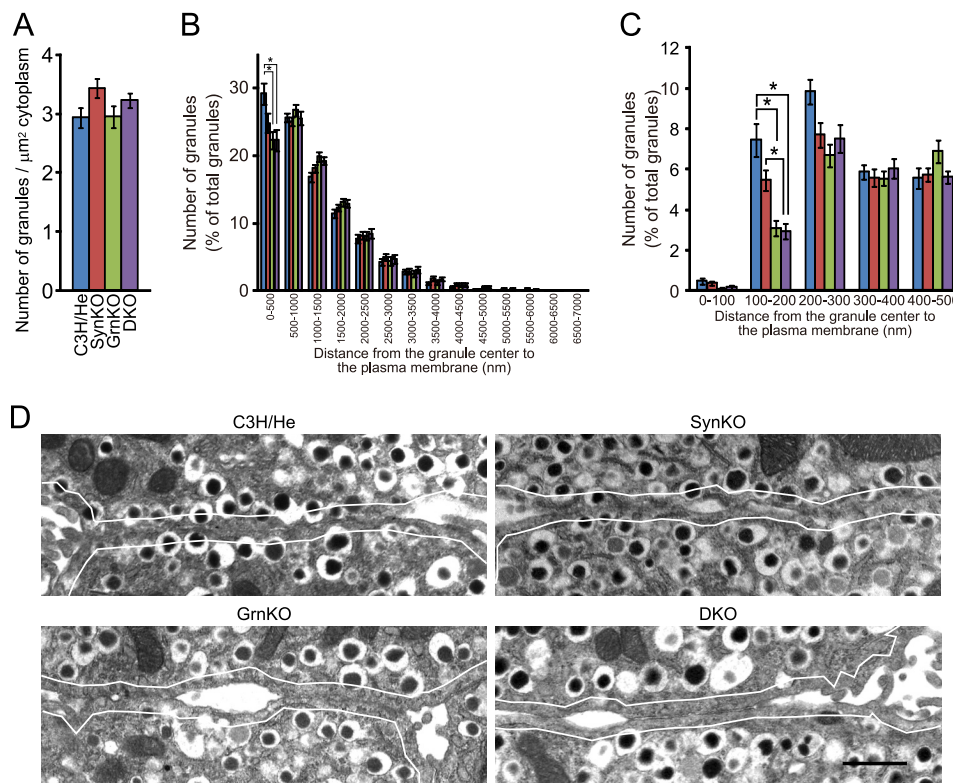 A
Number of granules / μm² cytoplasm
4
3
2
1
0
C3H/He
SynKO
GrnKO
DKO
B
Number of granules
(% of total granules)
30
20
10
0
*
*
0-500
500-1000
1000-1500
1500-2000
2000-2500
2500-3000
3000-3500
3500-4000
4000-4500
4500-5000
5000-5500
5500-6000
6000-6500
6500-7000
Distance from the granule center to
the plasma membrane (nm)
C
Number of granules
(% of total granules)
12
10
8
6
4
2
0
*
*
*
0-100
100-200
200-300
300-400
400-500
Distance from the granule center to
the plasma membrane (nm)
D
C3H/He
SynKO
GrnKO
DKO